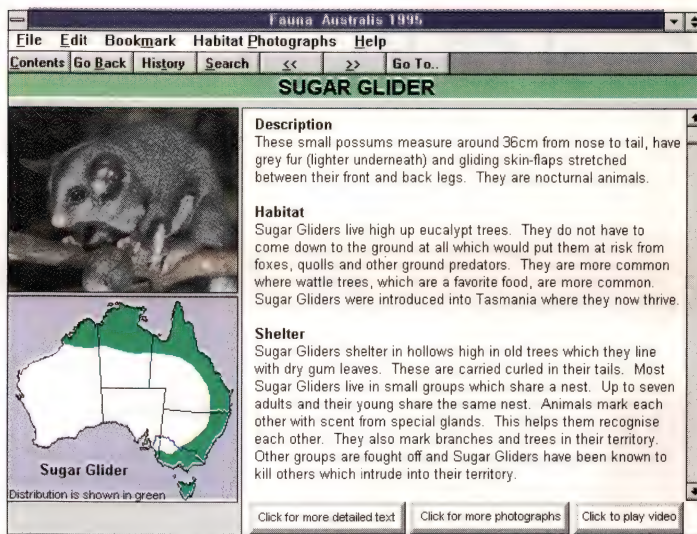 Fauna Australis 1995
File Edit Bookmark Habitat Photographs Help
Contents Go Back History Search << >> Go To..
SUGAR GLIDER
Description
These small possums measure around 36cm from nose to tail, have
grey fur (lighter underneath) and gliding skin-flaps stretched
between their front and back legs. They are nocturnal animals.
Habitat
Sugar Gliders live high up eucalypt trees. They do not have to
come down to the ground at all which would put them at risk from
foxes, quolls and other ground predators. They are more common
where wattle trees, which are a favorite food, are more common.
Sugar Gliders were introduced into Tasmania where they now thrive.
Shelter
Sugar Gliders shelter in hollows high in old trees which they line
with dry gum leaves. These are carried curled in their tails. Most
Sugar Gliders live in small groups which share a nest. Up to seven
adults and their young share the same nest. Animals mark each
other with scent from special glands. This helps them recognise
each other. They also mark branches and trees in their territory.
Other groups are fought off and Sugar Gliders have been known to
kill others which intrude into their territory.
Sugar Glider
Distribution is shown in green
Click for more detailed text Click for more photographs Click to play video